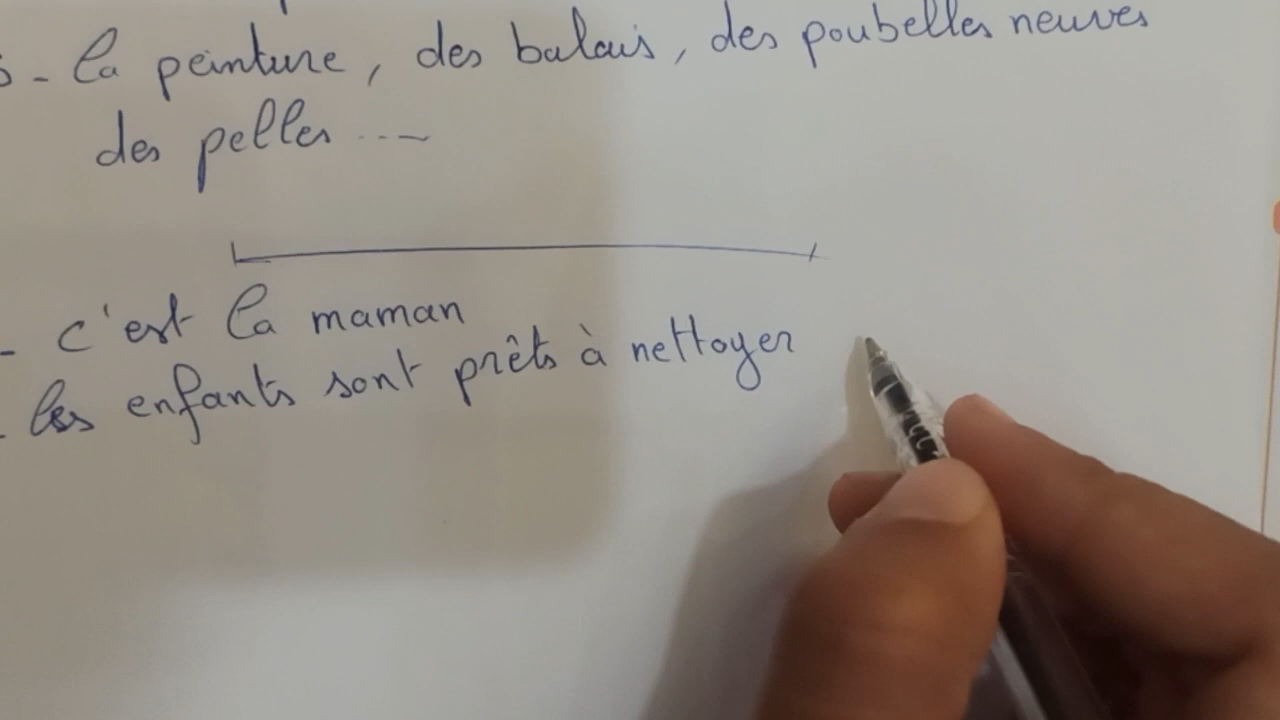 - la peinture, des balais, des poubelles neuves
des pelles ...
- c'est la maman
- les enfants sont prêts à nettoyer